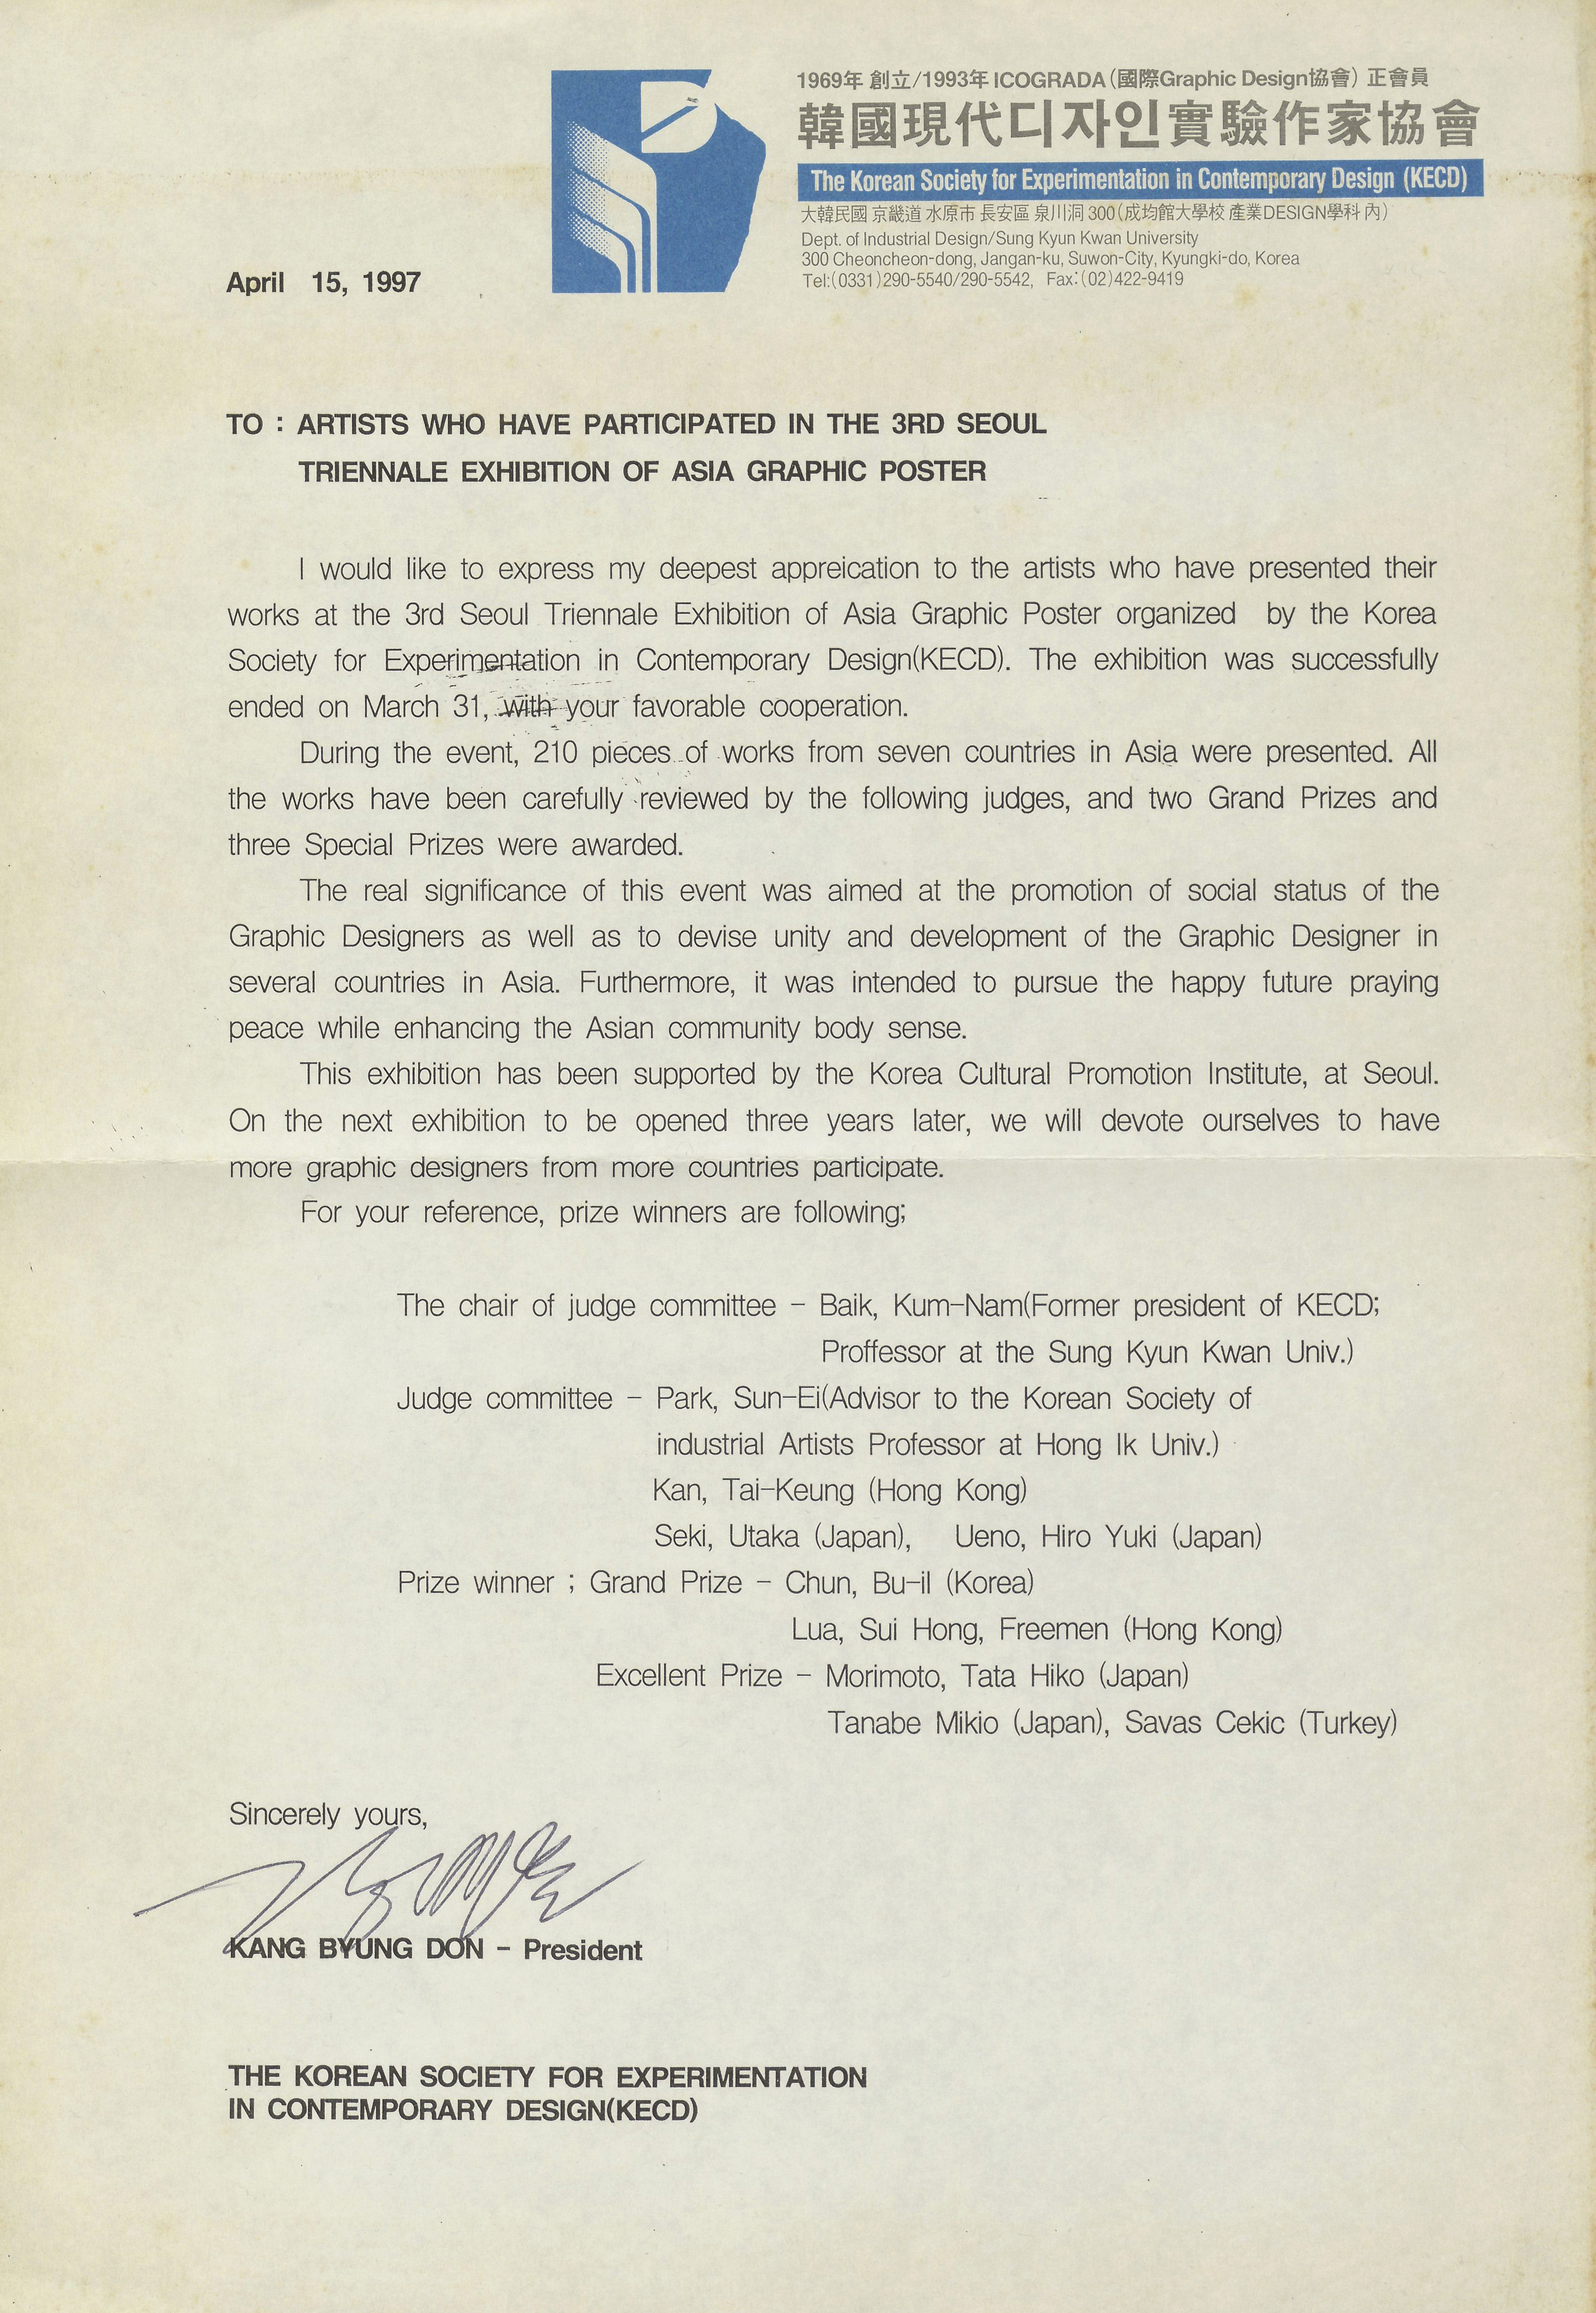 1969年 創立/1993年 ICOGRADA (國際Graphic Design協會) 正會員
韓國現代디자인實驗作家協會
The Korean Society for Experimentation in Contemporary Design (KECD)
大韓民國 京畿道 水原市 長安區 泉川洞 300 (成均館大學校 産業DESIGN學科 內)
Dept. of Industrial Design/Sung Kyun Kwan University
300 Cheoncheon-dong, Jangan-ku, Suwon-City, Kyungki-do, Korea
Tel:(0331)290-5540/290-5542, Fax:(02)422-9419
April 15, 1997
TO : ARTISTS WHO HAVE PARTICIPATED IN THE 3RD SEOUL
TRIENNALE EXHIBITION OF ASIA GRAPHIC POSTER
I would like to express my deepest appreication to the artists who have presented their
works at the 3rd Seoul Triennale Exhibition of Asia Graphic Poster organized by the Korea
Society for Experimentation in Contemporary Design(KECD). The exhibition was successfully
ended on March 31, with your favorable cooperation.
During the event, 210 pieces of works from seven countries in Asia were presented. All
the works have been carefully reviewed by the following judges, and two Grand Prizes and
three Special Prizes were awarded.
The real significance of this event was aimed at the promotion of social status of the
Graphic Designers as well as to devise unity and development of the Graphic Designer in
several countries in Asia. Furthermore, it was intended to pursue the happy future praying
peace while enhancing the Asian community body sense.
This exhibition has been supported by the Korea Cultural Promotion Institute, at Seoul.
On the next exhibition to be opened three years later, we will devote ourselves to have
more graphic designers from more countries participate.
For your reference, prize winners are following;
The chair of judge committee - Baik, Kum-Nam(Former president of KECD;
Proffessor at the Sung Kyun Kwan Univ.)
Judge committee - Park, Sun-Ei(Advisor to the Korean Society of
industrial Artists Professor at Hong Ik Univ.)
Kan, Tai-Keung (Hong Kong)
Seki, Utaka (Japan), Ueno, Hiro Yuki (Japan)
Prize winner ; Grand Prize - Chun, Bu-il (Korea)
Lua, Sui Hong, Freemen (Hong Kong)
Excellent Prize - Morimoto, Tata Hiko (Japan)
Tanabe Mikio (Japan), Savas Cekic (Turkey)
Sincerely yours,
KANG BYUNG DON - President
THE KOREAN SOCIETY FOR EXPERIMENTATION
IN CONTEMPORARY DESIGN(KECD)